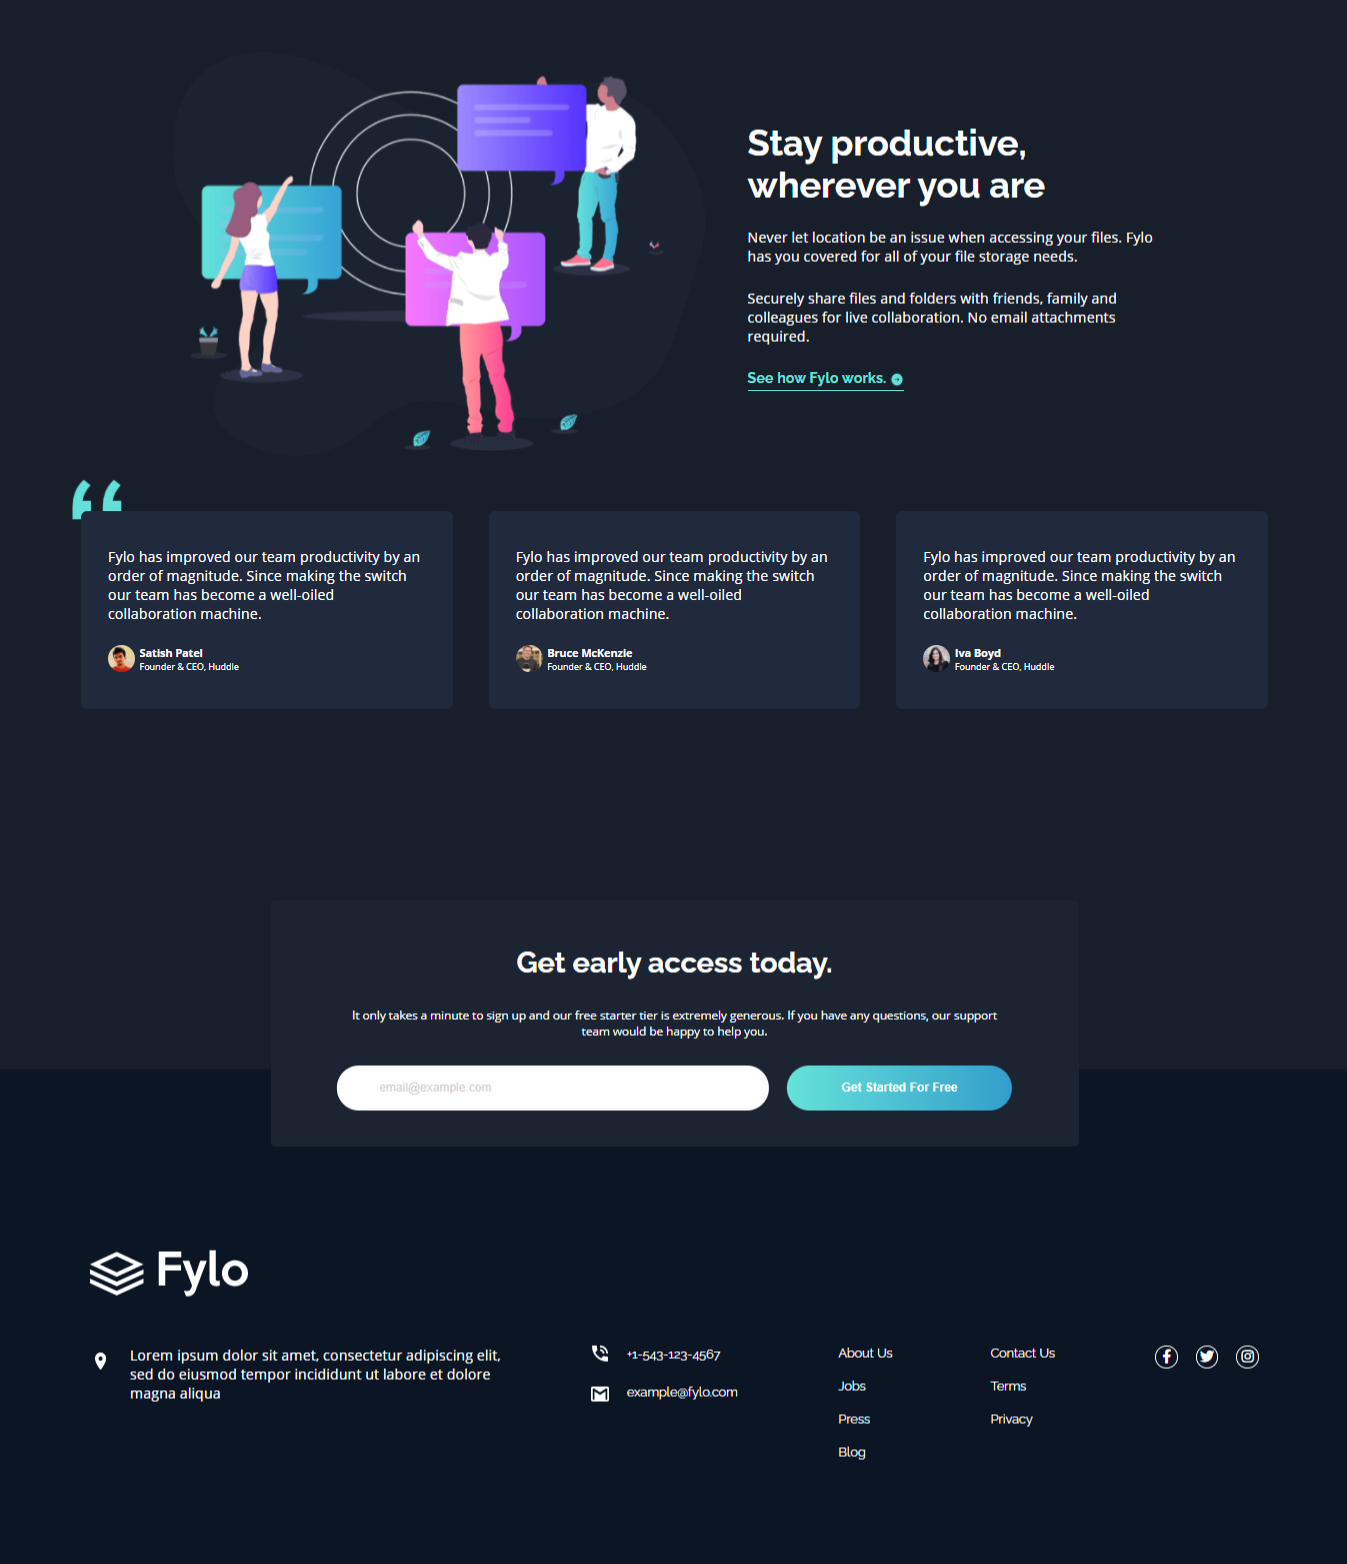 Stay productive,
wherever you are
Never let location be an issue when accessing your files. Fylo
has you covered for all of your file storage needs.
Securely share files and folders with friends, family and
colleagues for live collaboration. No email attachments
required.
See how Fylo works.
Fylo has improved our team productivity by an
order of magnitude. Since making the switch
our team has become a well-oiled
collaboration machine.
Satish Patel
Founder & CEO, Huddle
Fylo has improved our team productivity by an
order of magnitude. Since making the switch
our team has become a well-oiled
collaboration machine.
Bruce McKenzie
Founder & CEO, Huddle
Fylo has improved our team productivity by an
order of magnitude. Since making the switch
our team has become a well-oiled
collaboration machine.
Iva Boyd
Founder & CEO, Huddle
Get early access today.
It only takes a minute to sign up and our free starter tier is extremely generous. If you have any questions, our support
team would be happy to help you.
email@example.com
Get Started For Free
Fylo
Lorem ipsum dolor sit amet, consectetur adipiscing elit,
sed do eiusmod tempor incididunt ut labore et dolore
magna aliqua
+1-543-123-4567
example@fylo.com
About Us
Jobs
Press
Blog
Contact Us
Terms
Privacy